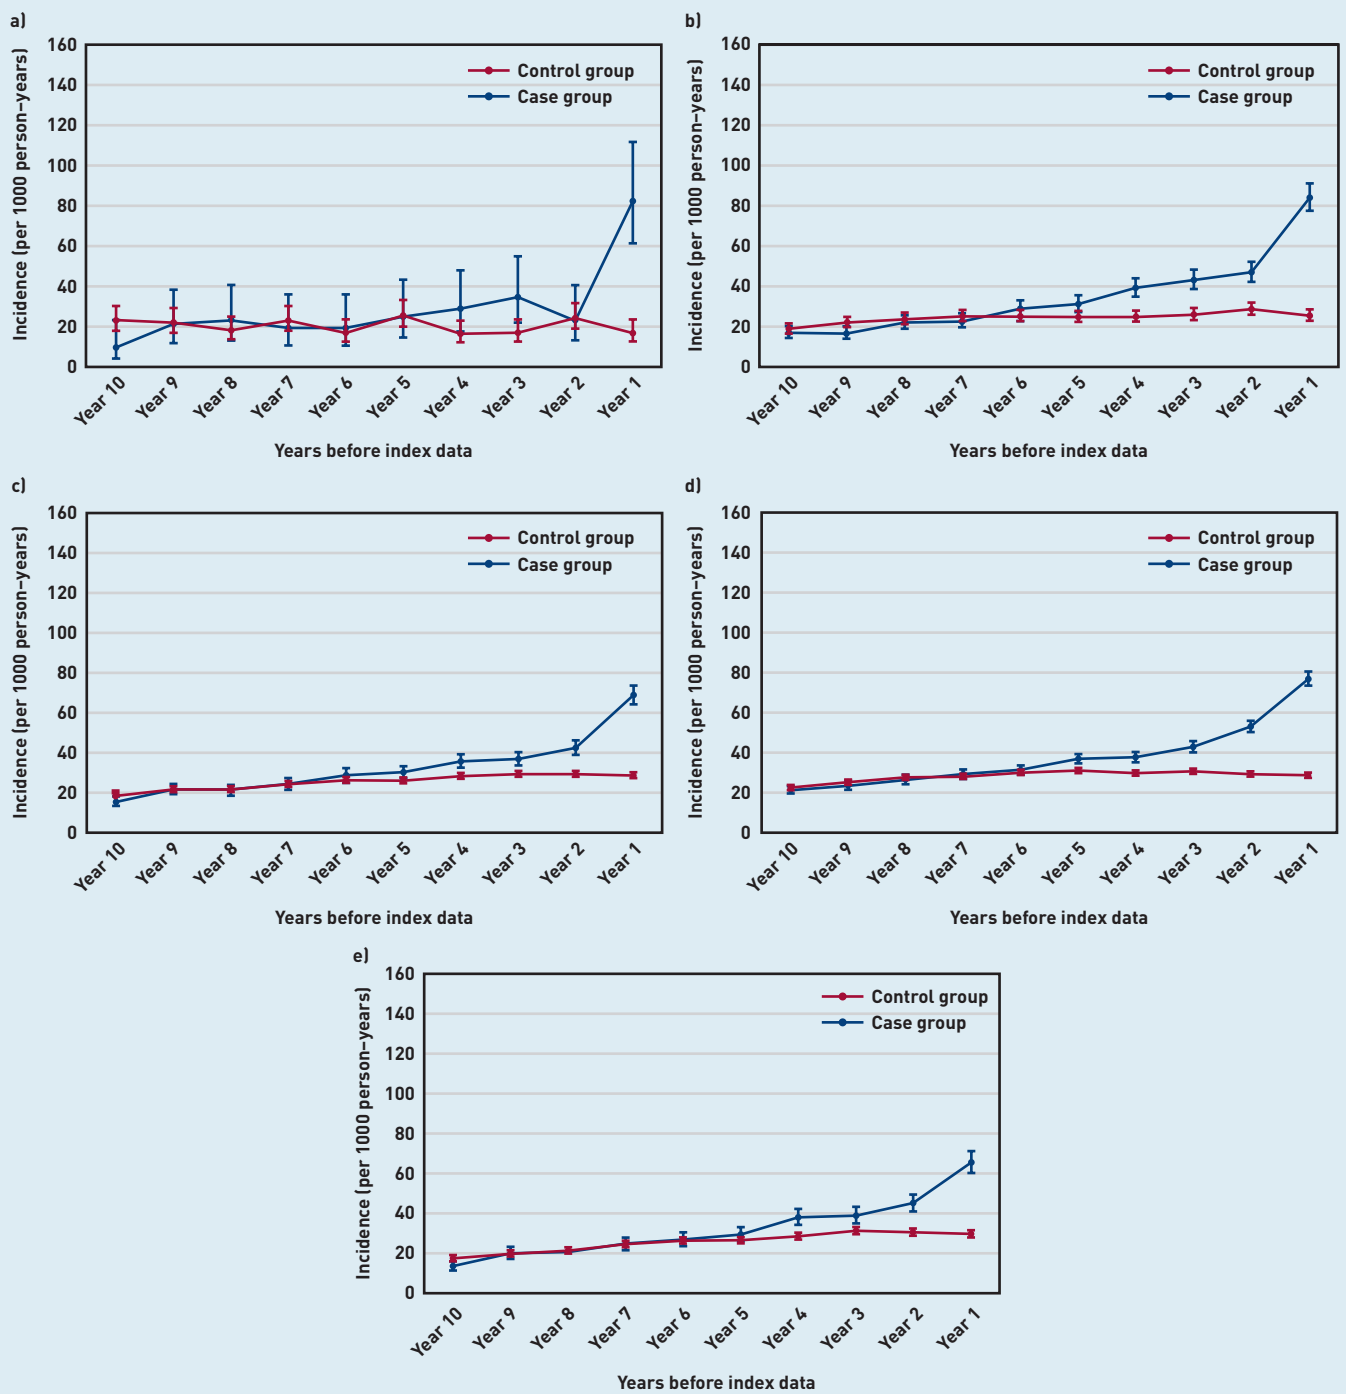 a)
Incidence (per 1000 person–years)
160
140
120
100
80
60
40
20
0
Control group
Case group
Year 10
Year 9
Year 8
Year 7
Year 6
Year 5
Year 4
Year 3
Year 2
Year 1
Years before index data
b)
Incidence (per 1000 person–years)
160
140
120
100
80
60
40
20
0
Control group
Case group
Year 10
Year 9
Year 8
Year 7
Year 6
Year 5
Year 4
Year 3
Year 2
Year 1
Years before index data
c)
Incidence (per 1000 person–years)
160
140
120
100
80
60
40
20
0
Control group
Case group
Year 10
Year 9
Year 8
Year 7
Year 6
Year 5
Year 4
Year 3
Year 2
Year 1
Years before index data
d)
Incidence (per 1000 person–years)
160
140
120
100
80
60
40
20
0
Control group
Case group
Year 10
Year 9
Year 8
Year 7
Year 6
Year 5
Year 4
Year 3
Year 2
Year 1
Years before index data
e)
Incidence (per 1000 person–years)
160
140
120
100
80
60
40
20
0
Control group
Case group
Year 10
Year 9
Year 8
Year 7
Year 6
Year 5
Year 4
Year 3
Year 2
Year 1
Years before index data